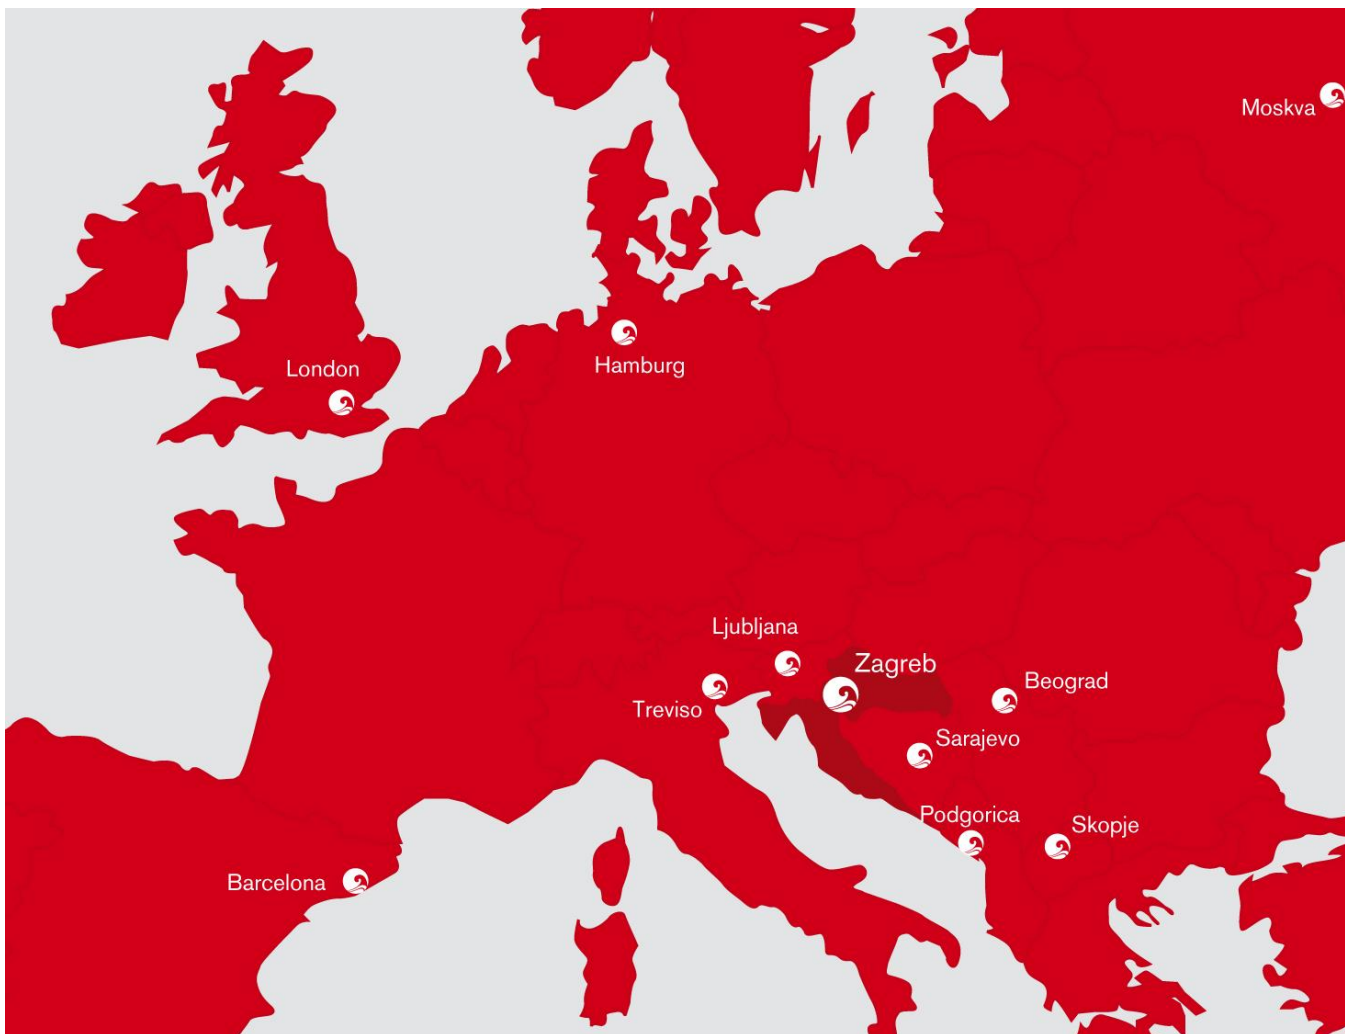 Moskva
London
Hamburg
Ljubljana
Zagreb
Treviso
Beograd
Sarajevo
Podgorica
Skopje
Barcelona